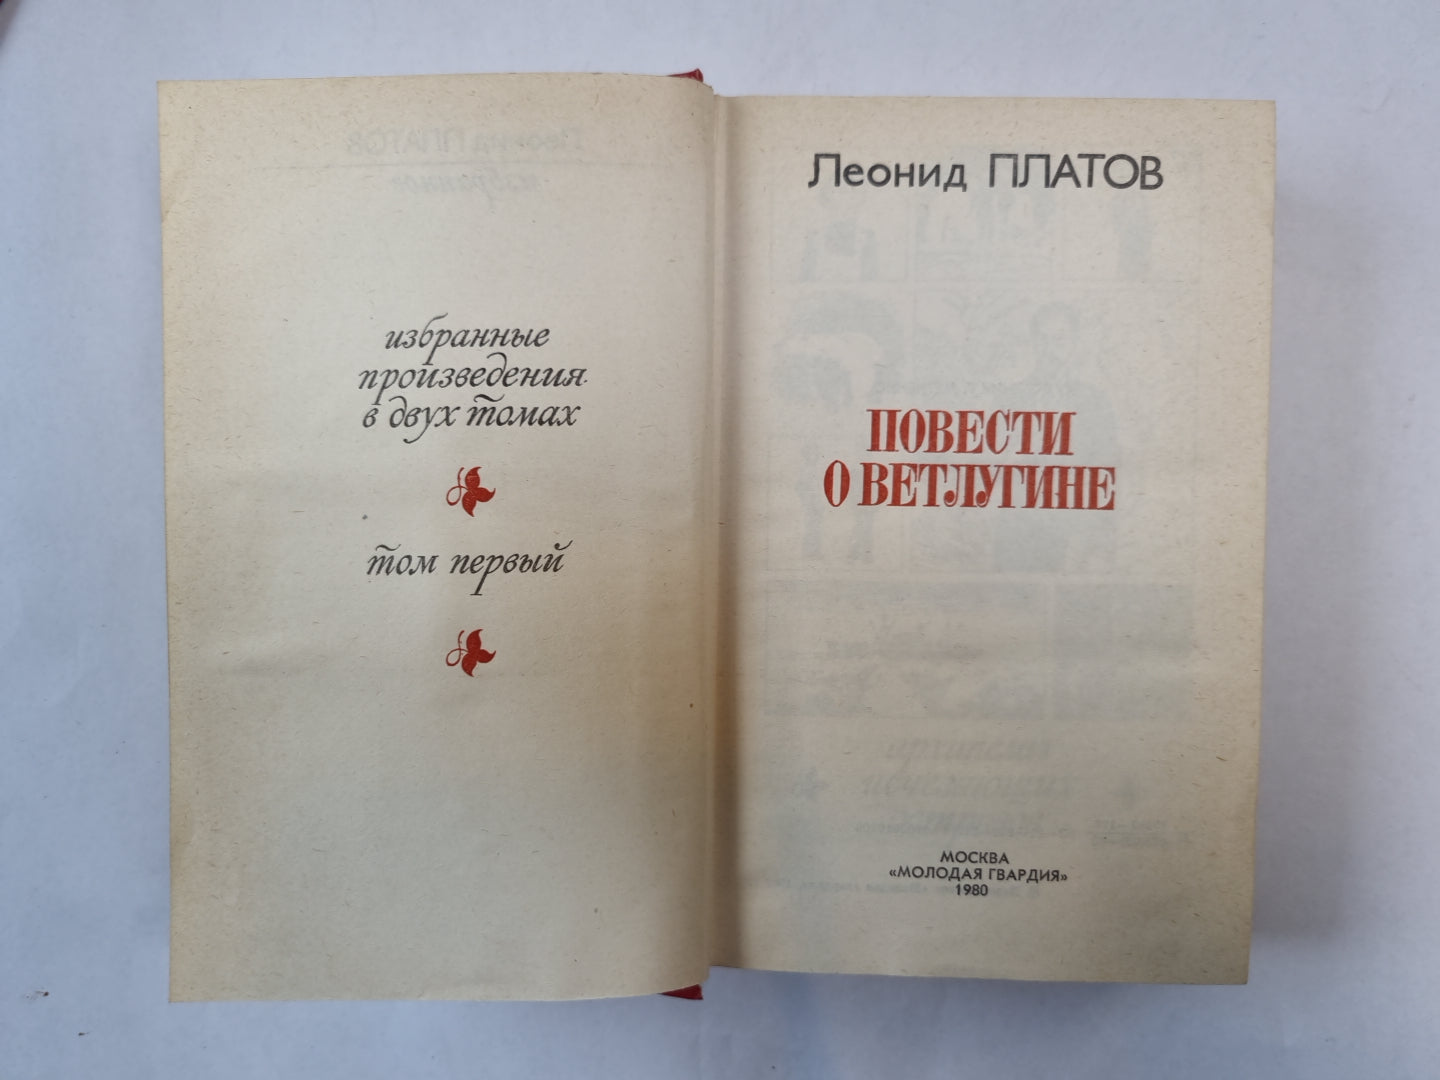 избранные
произведения
в двух томах
том первый
Леонид ПЛАТОВ
ПОВЕСТИ
О ВЕТЛУГИНЕ
МОСКВА
«МОЛОДАЯ ГВАРДИЯ»
1980